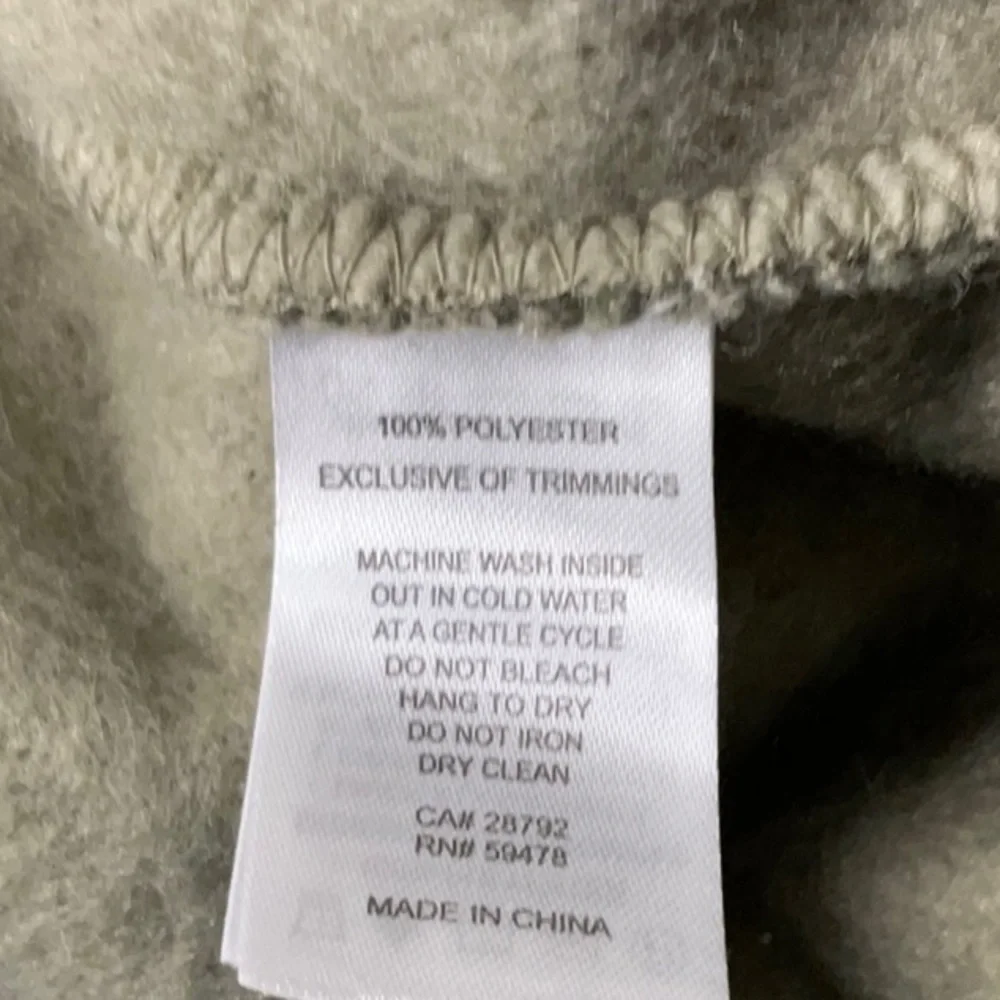 100% POLYESTER
EXCLUSIVE OF TRIMMINGS
MACHINE WASH INSIDE
OUT IN COLD WATER
AT A GENTLE CYCLE
DO NOT BLEACH
HANG TO DRY
DO NOT IRON
DRY CLEAN
CA# 28792
RN# 59478
MADE IN CHINA